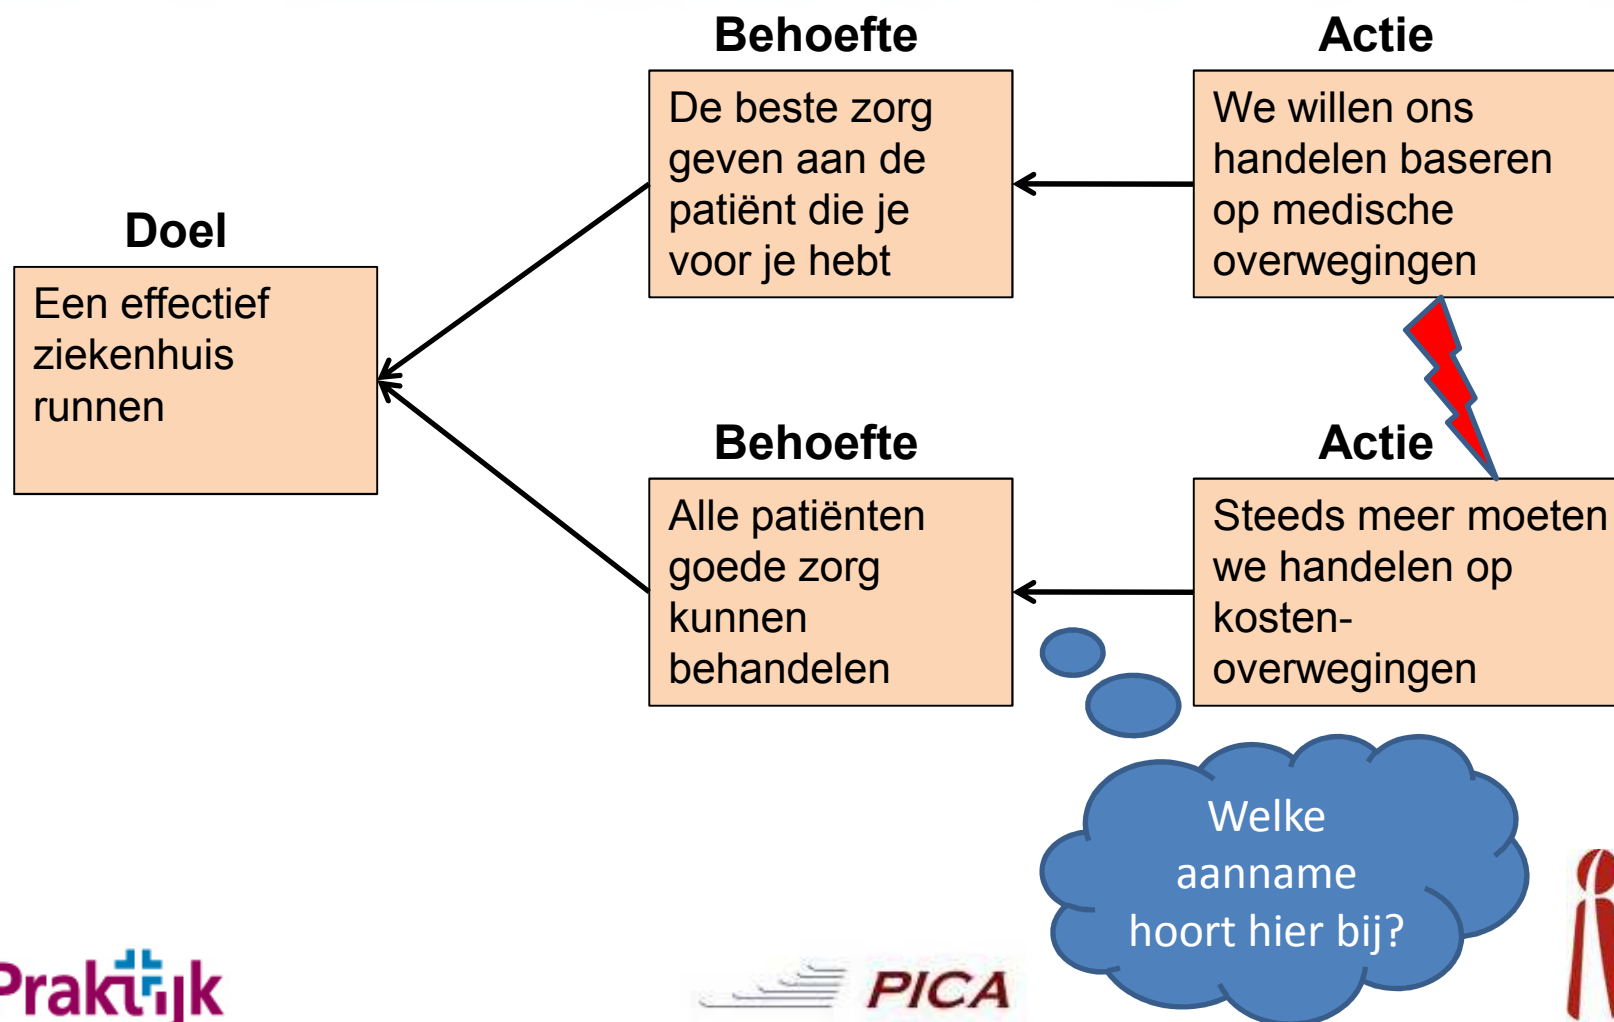 Behoefte
De beste zorg
geven aan de
patiënt die je
voor je hebt
Actie
We willen ons
handelen baseren
op medische
overwegingen
Doel
Een effectief
ziekenhuis
runnen
Behoefte
Alle patiënten
goede zorg
kunnen
behandelen
Actie
Steeds meer moeten
we handelen op
kosten-
overwegingen
Welke
aanname
hoort hier bij?
Praktijk
PICA